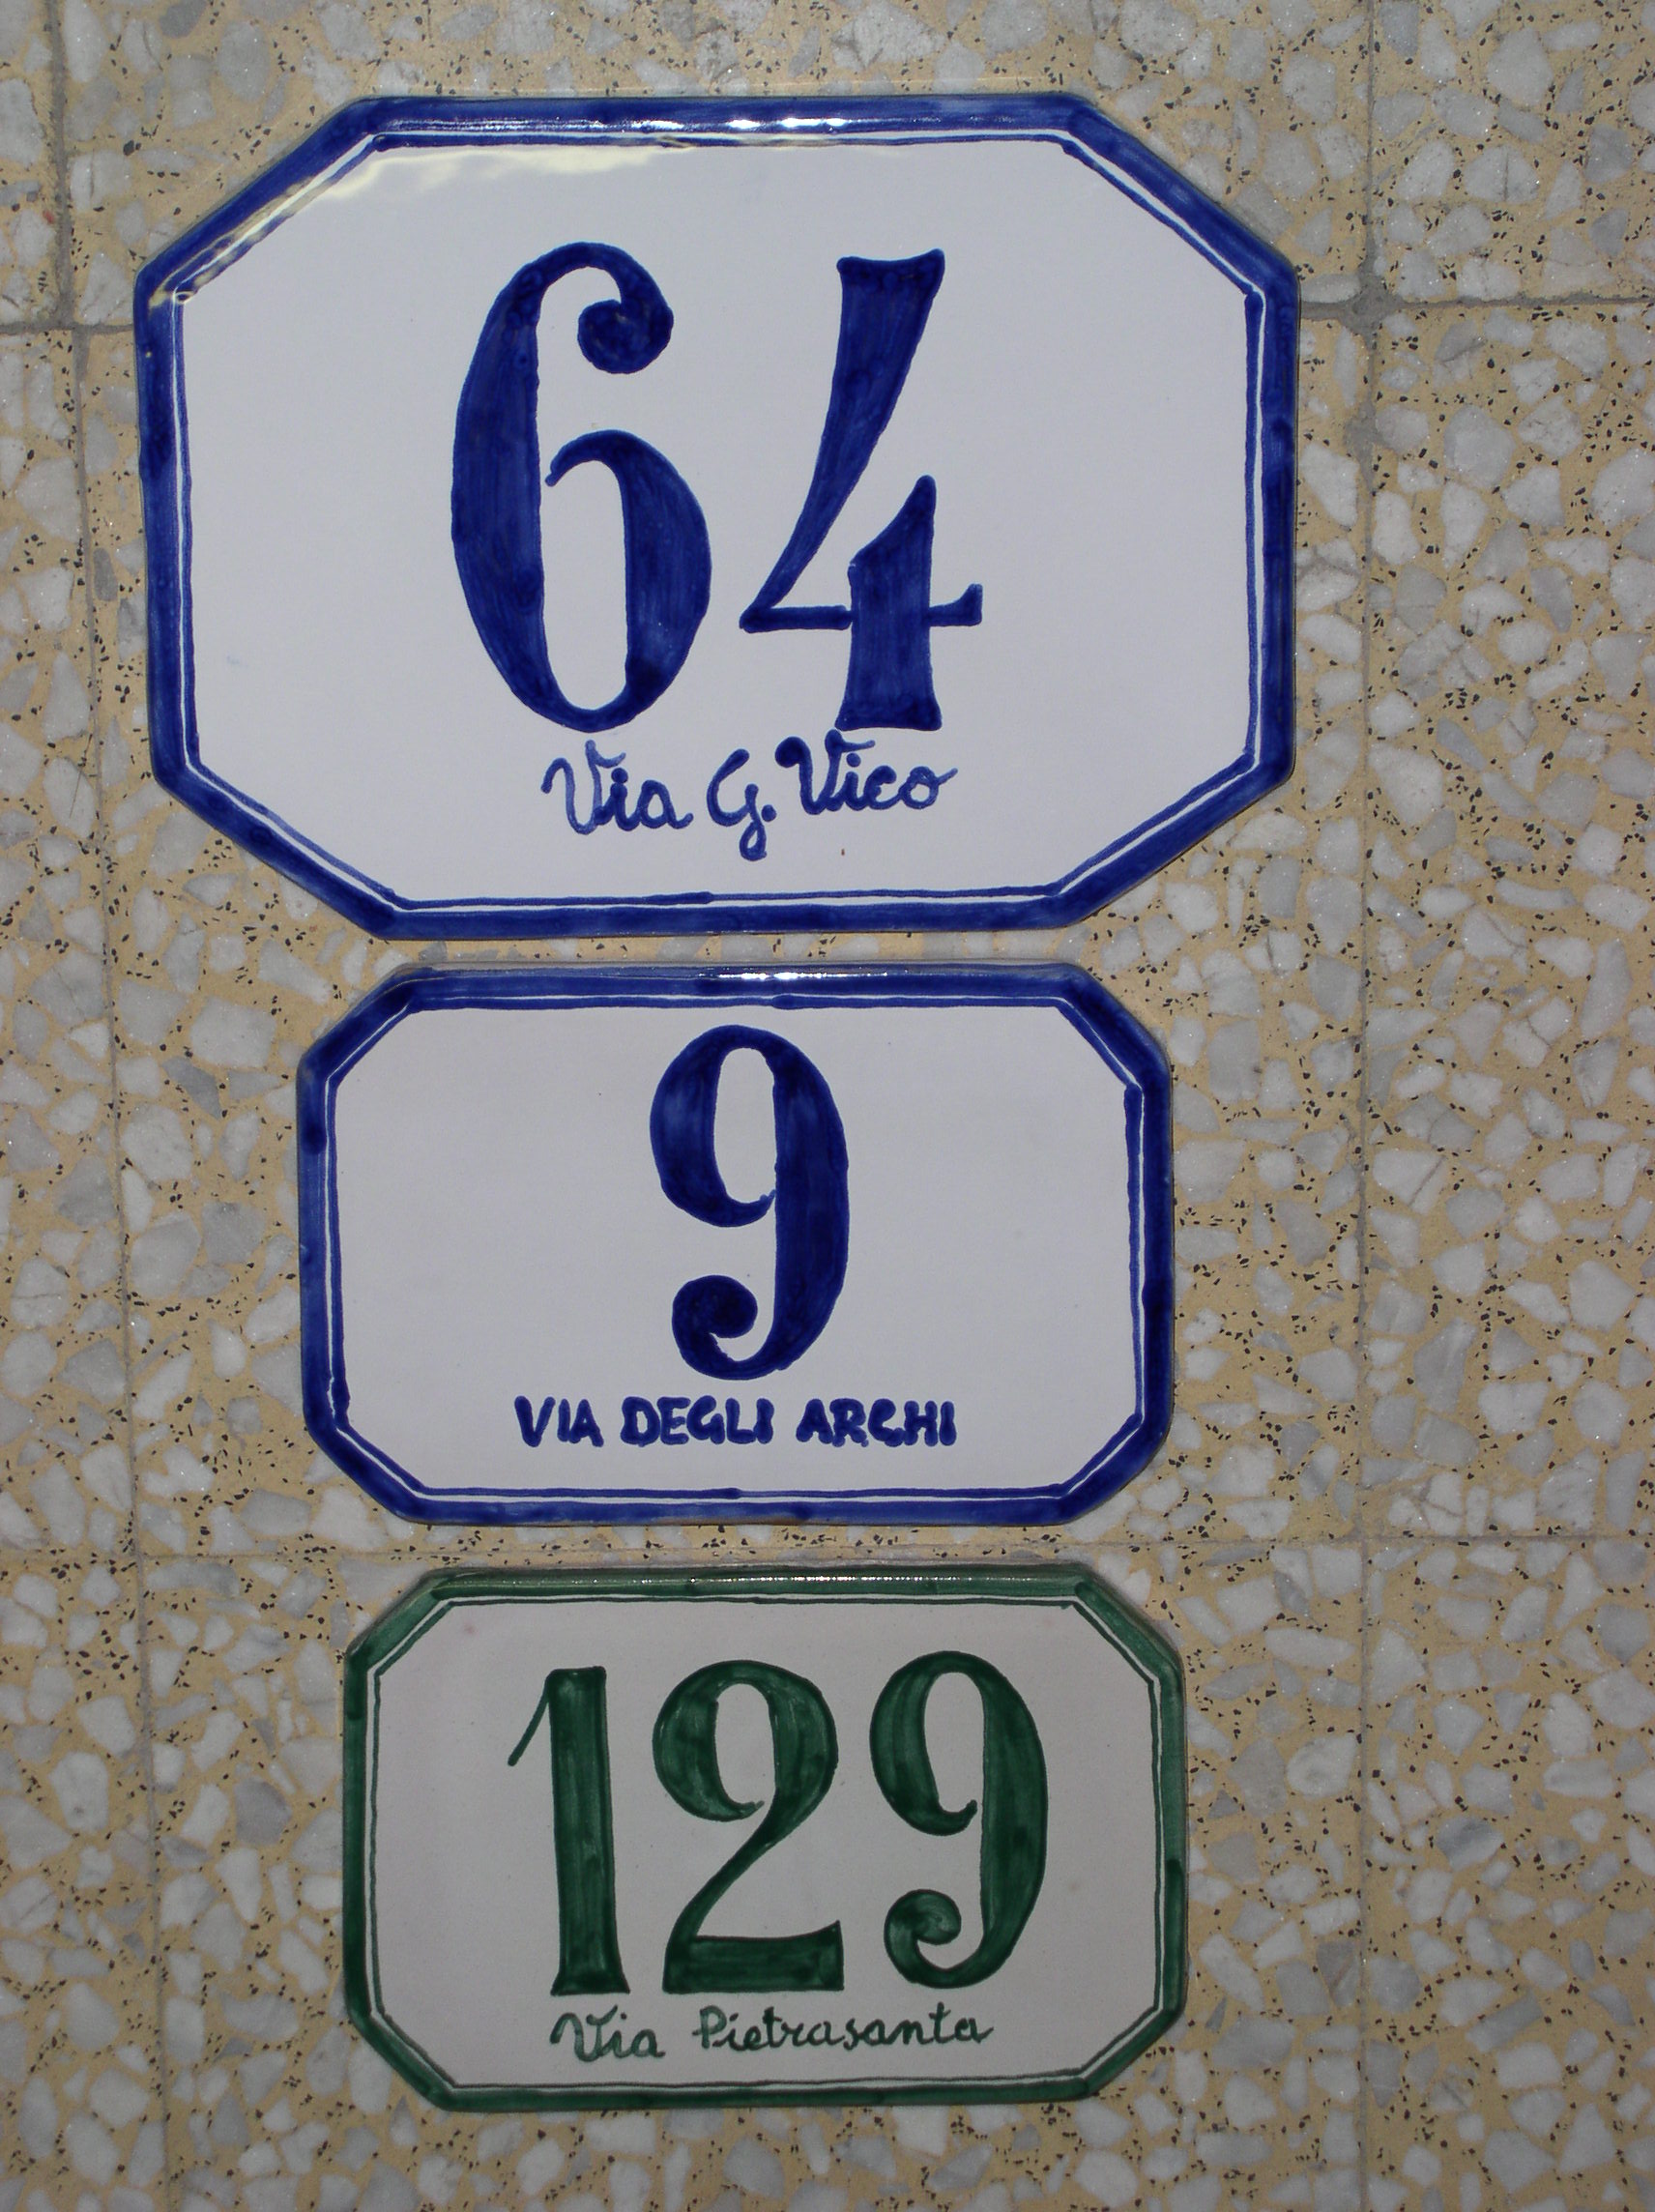 64
Via G. Vico
9
VIA DEGLI ARCHI
129
Via Pietrasanta